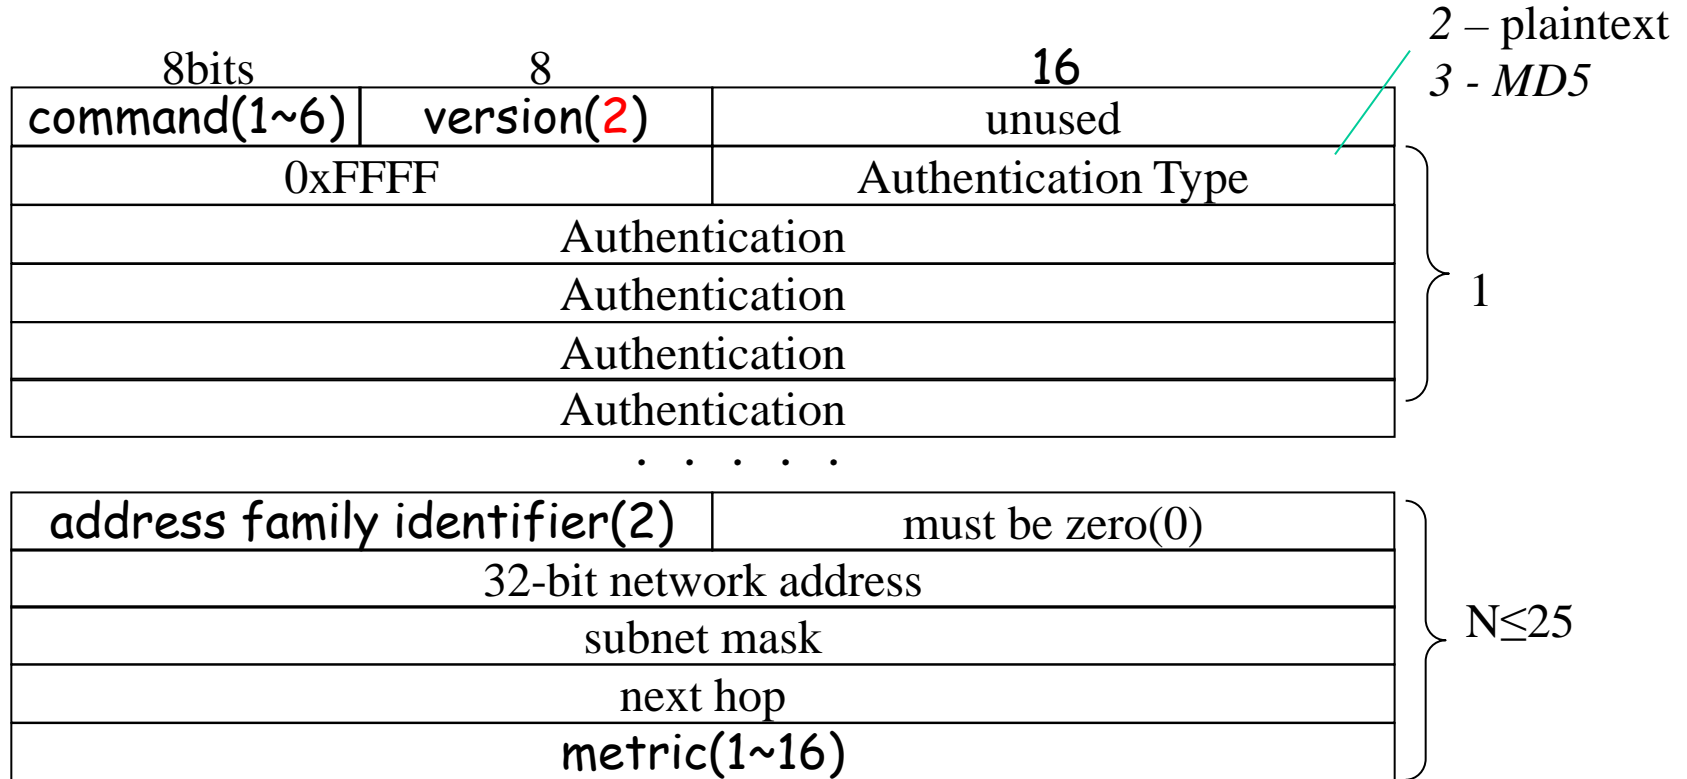 2 – plaintext
3 - MD5
8bits 8 16
command(1~6) version(2) unused
0xFFFF Authentication Type
Authentication
Authentication
Authentication
Authentication
1
. . . . .
address family identifier(2) must be zero(0)
32-bit network address
subnet mask
next hop
metric(1~16)
N≤25